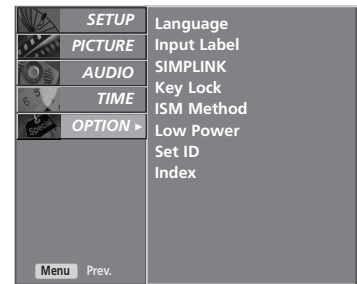 SETUP
PICTURE
AUDIO
TIME
OPTION ►
Language
Input Label
SIMPLINK
Key Lock
ISM Method
Low Power
Set ID
Index
Menu Prev.
Special